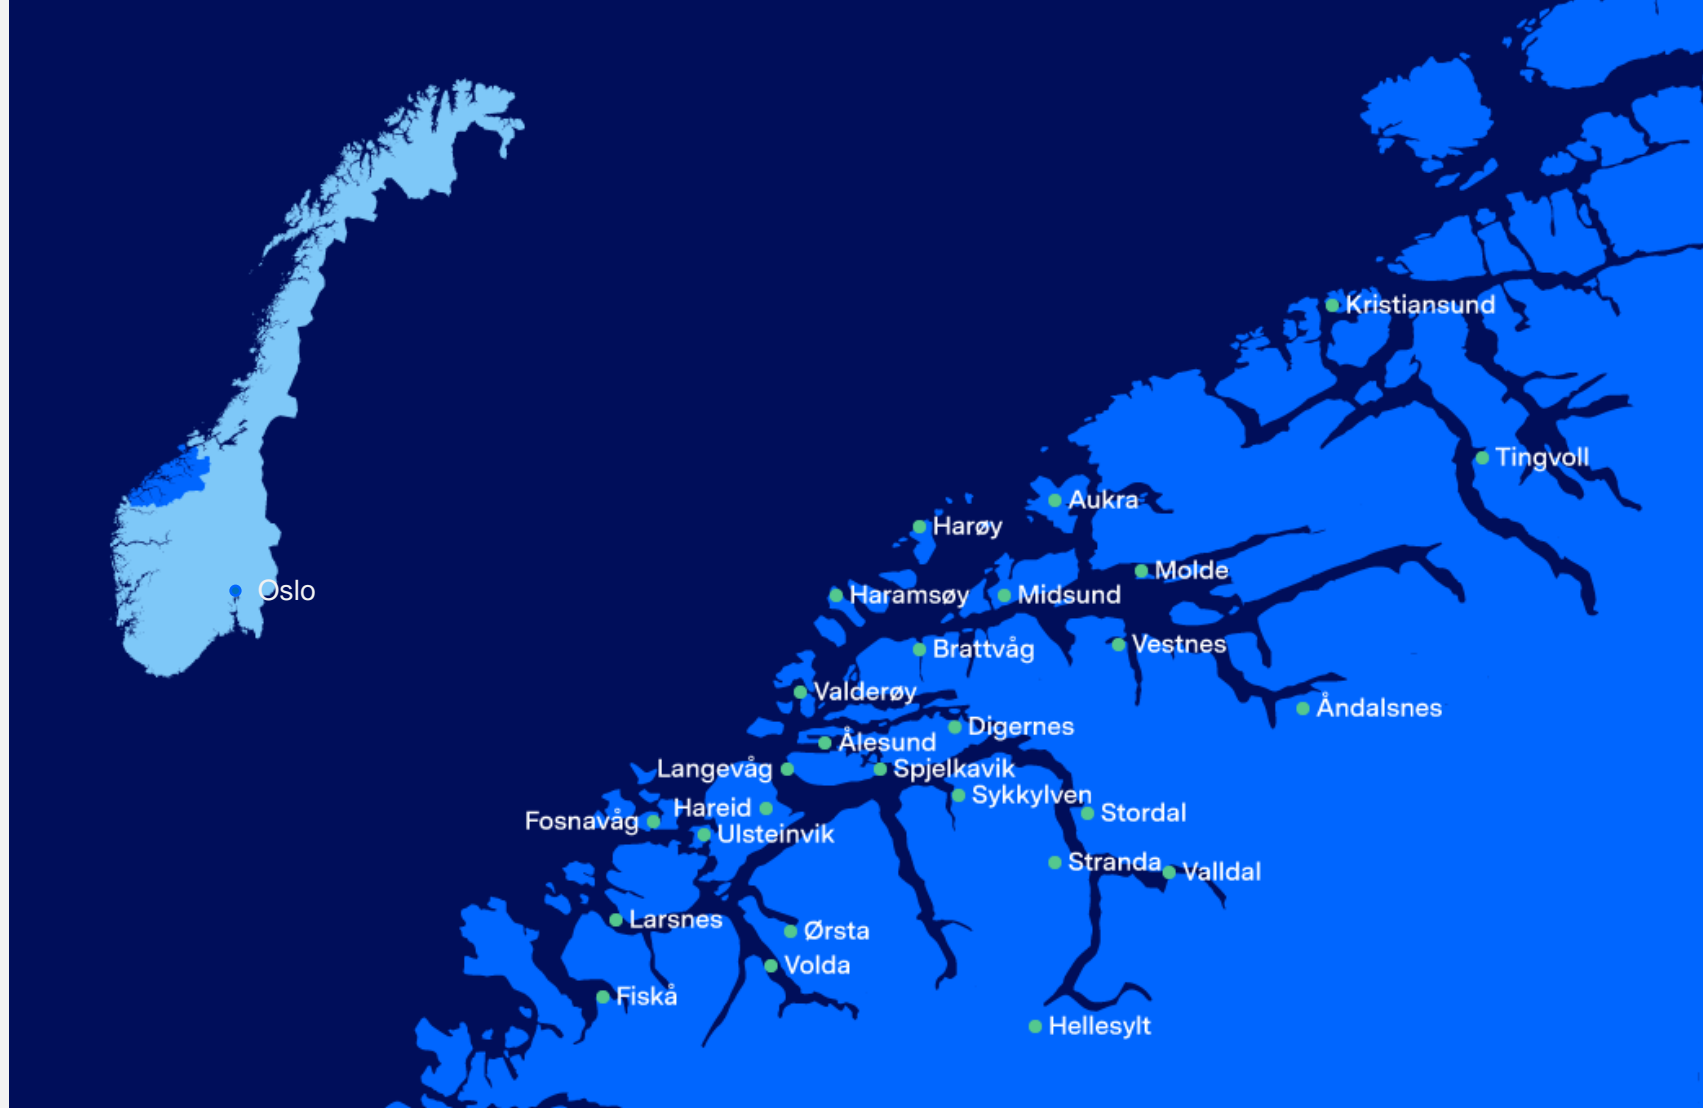 Kristiansund
Tingvoll
Aukra
Harøy
Molde
Oslo
Haramsøy
Midsund
Vestnes
Brattvåg
Valderøy
Åndalsnes
Digernes
Ålesund
Langevåg
Spjelkavik
Sykkylven
Hareid
Stordal
Fosnavåg
Ulsteinvik
Stranda
Valldal
Larsnes
Ørsta
Volda
Fiskå
Hellesylt